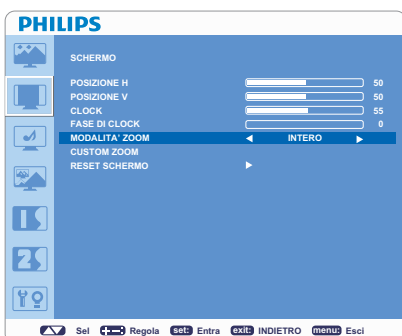 PHILIPS
SCHERMO
POSIZIONE H 50
POSIZIONE V 50
CLOCK 55
FASE DI CLOCK 0
MODALITA' ZOOM INTERO
CUSTOM ZOOM
RESET SCHERMO
Sel Regola set: Entra exit: INDIETRO menu: Esci